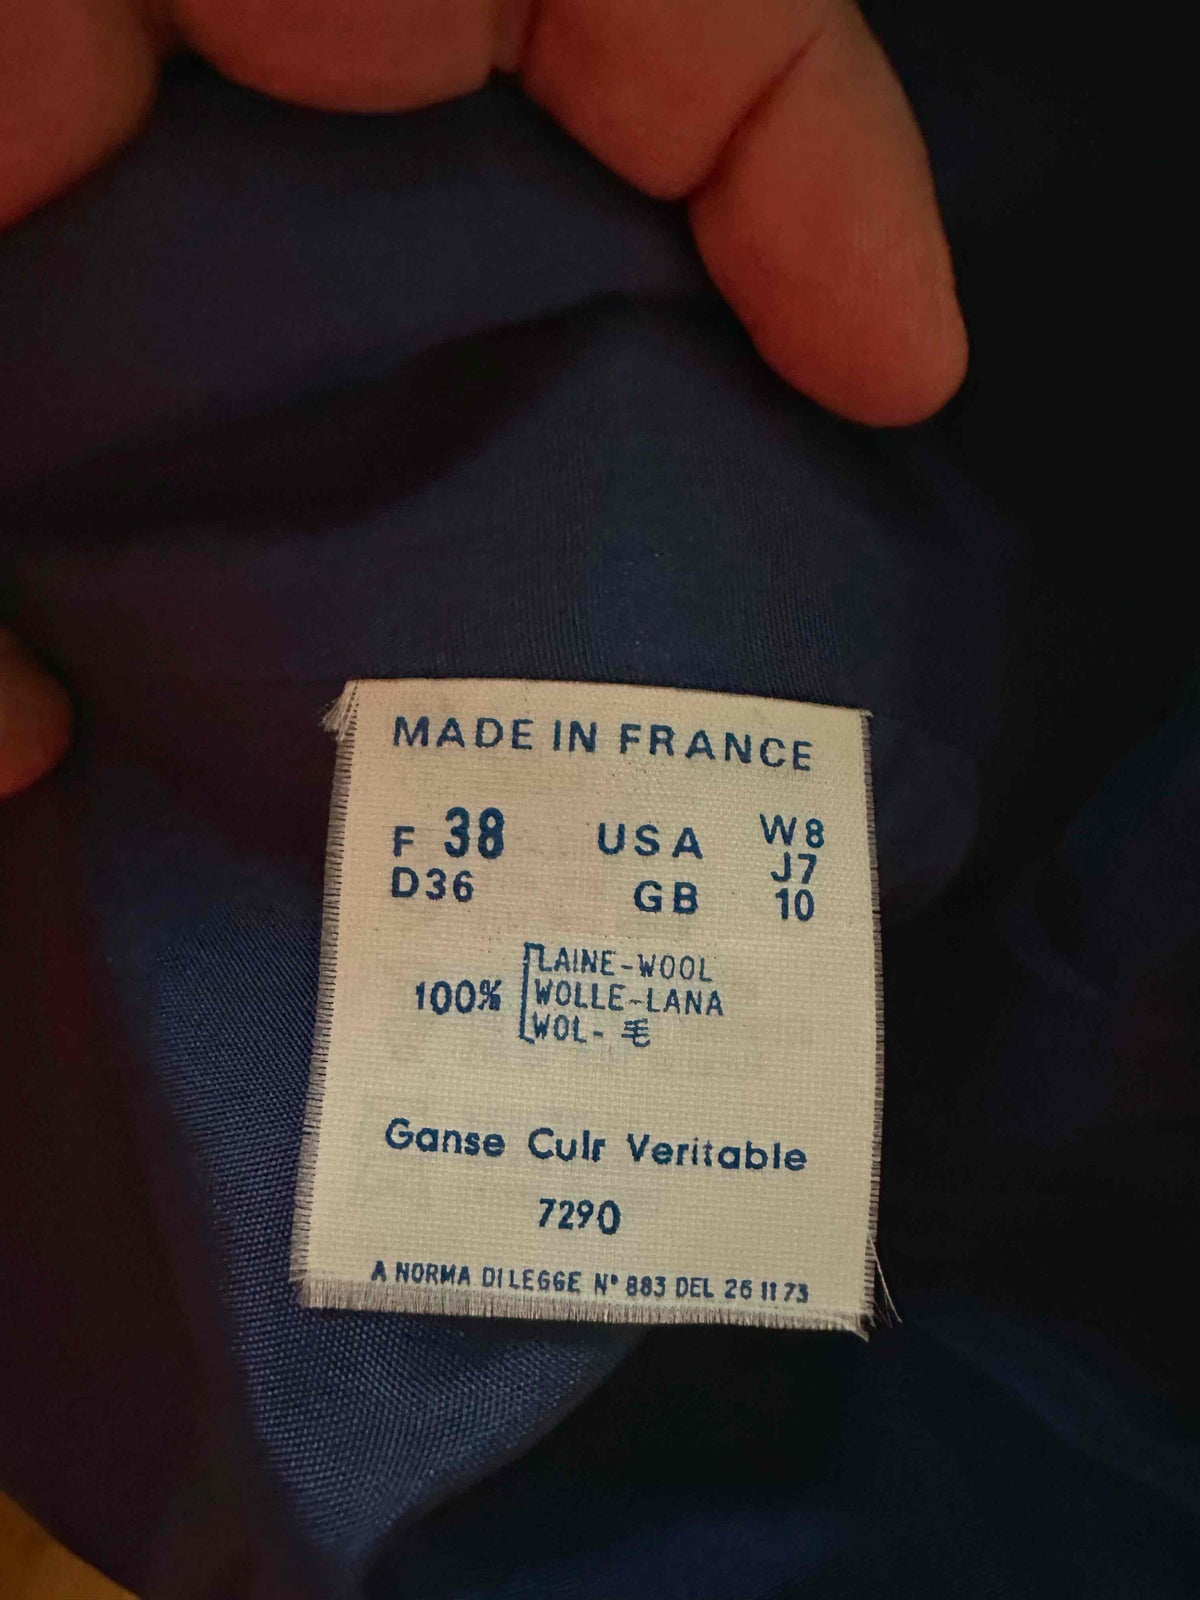 MADE IN FRANCE
F 38 USA W8
J7
D36 GB 10
LAINE-WOOL
100% WOLLE-LANA
WOL-
Ganse Culr Veritable
7290
A NORMA DI LEGGE N° 883 DEL 26 11 73